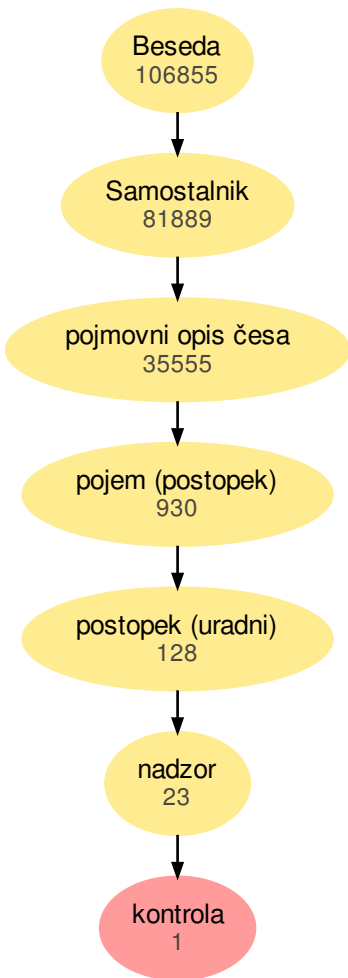 Beseda
106855
Samostalnik
81889
pojmovni opis česa
35555
pojem (postopek)
930
postopek (uradni)
128
nadzor
23
kontrola
1